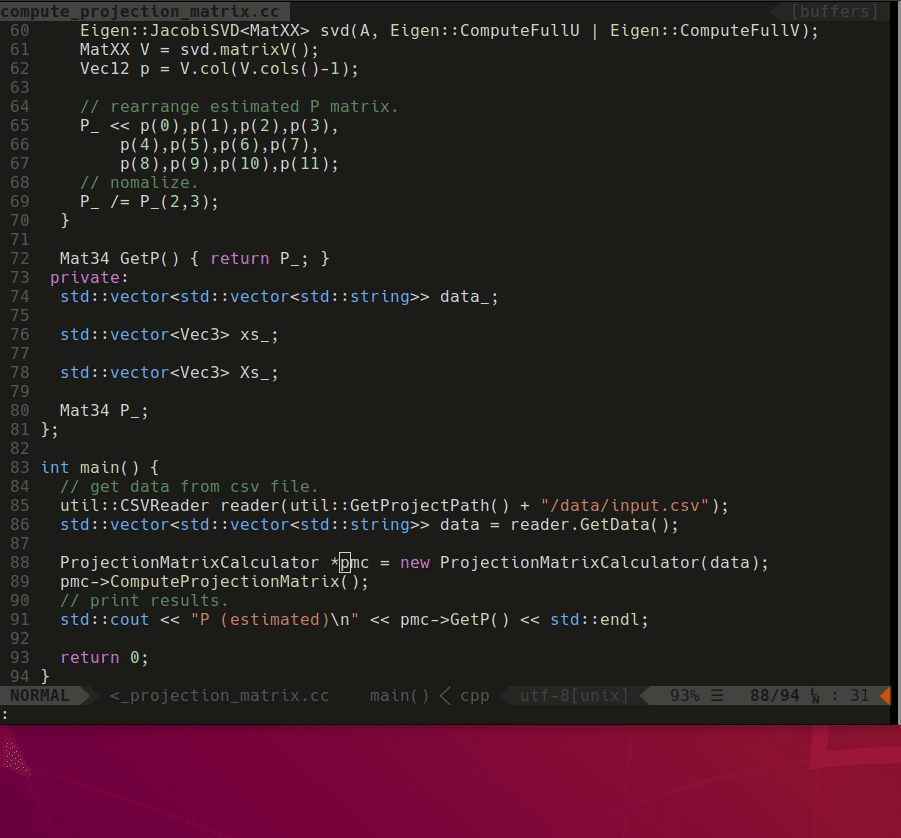 compute_projection_matrix.cc [buffers]
60 Eigen::JacobiSVD<MatXX> svd(A, Eigen::ComputeFullU | Eigen::ComputeFullV);
61 MatXX V = svd.matrixV();
62 Vec12 p = V.col(V.cols()-1);
63
64 // rearrange estimated P matrix.
65 P_ << p(0),p(1),p(2),p(3),
66 p(4),p(5),p(6),p(7),
67 p(8),p(9),p(10),p(11);
68 // nomalize.
69 P_ /= P_(2,3);
70 }
71
72 Mat34 GetP() { return P_; }
73 private:
74 std::vector<std::vector<std::string>> data_;
75
76 std::vector<Vec3> xs_;
77
78 std::vector<Vec3> Xs_;
79
80 Mat34 P_;
81 };
82
83 int main() {
84 // get data from csv file.
85 util::CSVReader reader(util::GetProjectPath() + "/data/input.csv");
86 std::vector<std::vector<std::string>> data = reader.GetData();
87
88 ProjectionMatrixCalculator *pmc = new ProjectionMatrixCalculator(data);
89 pmc->ComputeProjectionMatrix();
90 // print results.
91 std::cout << "P (estimated)\n" << pmc->GetP() << std::endl;
92
93 return 0;
94 }
NORMAL <_projection_matrix.cc main() < cpp utf-8[unix] 93% ☰ 88/94 ㏑ : 31
: